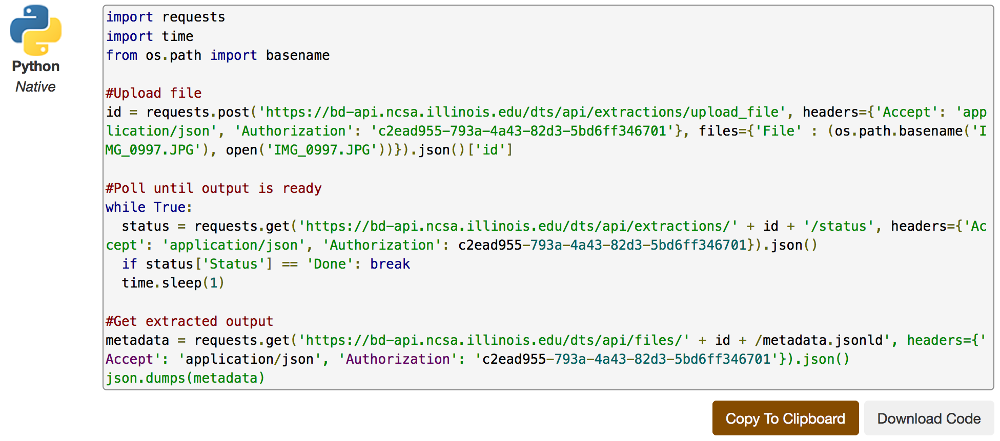 Python
Native
import requests
import time
from os.path import basename
#Upload file
id = requests.post('https://bd-api.ncsa.illinois.edu/dts/api/extractions/upload_file', headers={'Accept': 'app
lication/json', 'Authorization': 'c2ead955-793a-4a43-82d3-5bd6ff346701'}, files={'File' : (os.path.basename('I
MG_0997.JPG'), open('IMG_0997.JPG'))}).json()['id']
#Poll until output is ready
while True:
  status = requests.get('https://bd-api.ncsa.illinois.edu/dts/api/extractions/' + id + '/status', headers={'Ac
cept': 'application/json', 'Authorization': c2ead955-793a-4a43-82d3-5bd6ff346701}).json()
  if status['Status'] == 'Done': break
  time.sleep(1)
#Get extracted output
metadata = requests.get('https://bd-api.ncsa.illinois.edu/dts/api/files/' + id + /metadata.jsonld', headers={'
Accept': 'application/json', 'Authorization': 'c2ead955-793a-4a43-82d3-5bd6ff346701'}).json()
json.dumps(metadata)
Copy To Clipboard
Download Code